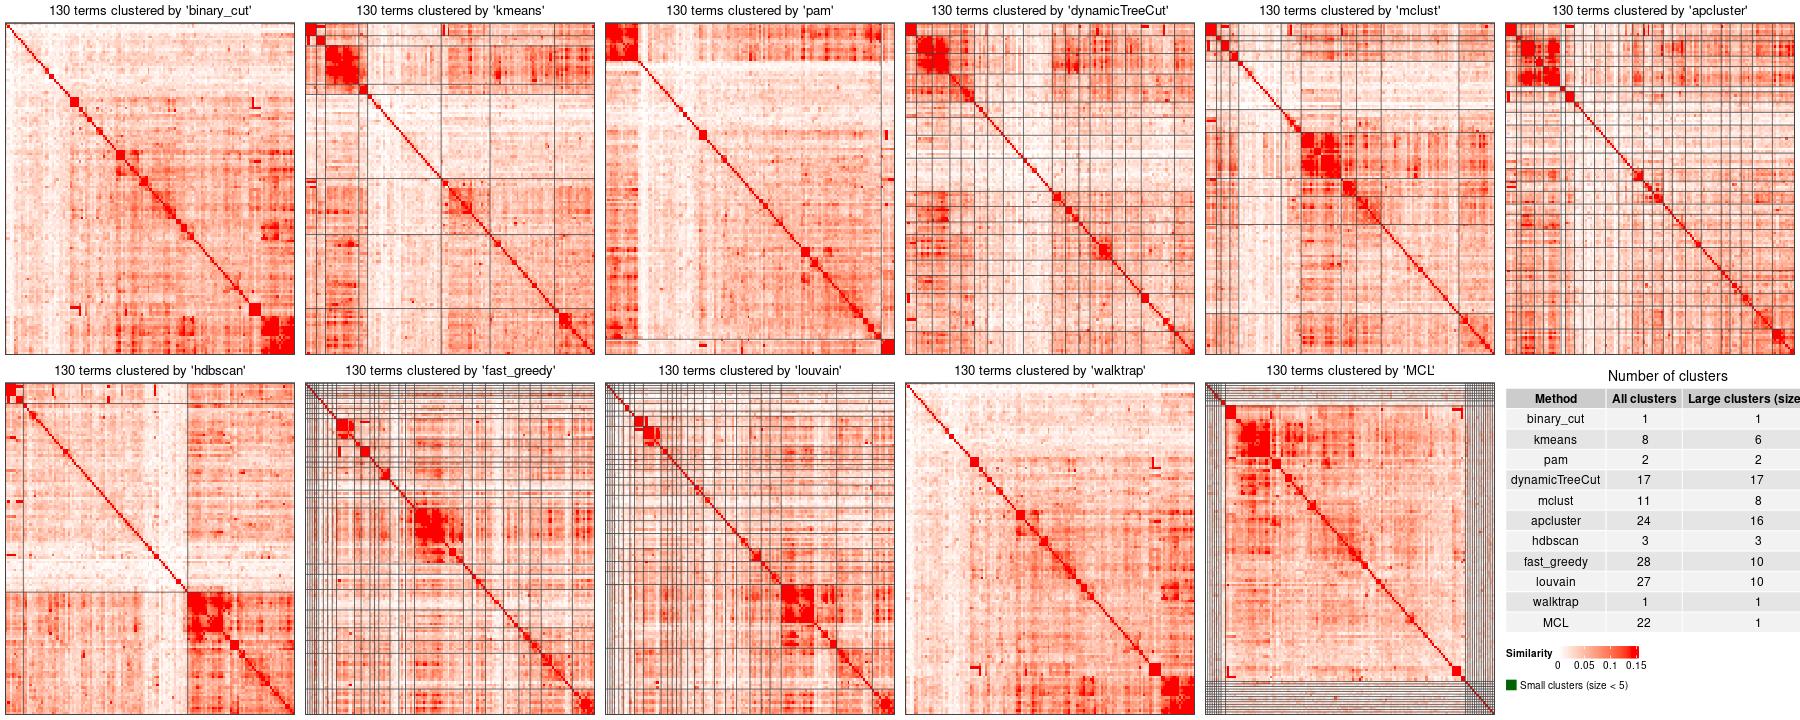 130 terms clustered by 'binary_cut'
130 terms clustered by 'kmeans'
130 terms clustered by 'pam'
130 terms clustered by 'dynamicTreeCut'
130 terms clustered by 'mclust'
130 terms clustered by 'apcluster'
130 terms clustered by 'hdbscan'
130 terms clustered by 'fast_greedy'
130 terms clustered by 'louvain'
130 terms clustered by 'walktrap'
130 terms clustered by 'MCL'
Number of clusters
Method All clusters Large clusters (size
binary_cut 1 1
kmeans 8 6
pam 2 2
dynamicTreeCut 17 17
mclust 11 8
apcluster 24 16
hdbscan 3 3
fast_greedy 28 10
louvain 27 10
walktrap 1 1
MCL 22 1
Similarity
0 0.05 0.1 0.15
Small clusters (size < 5)